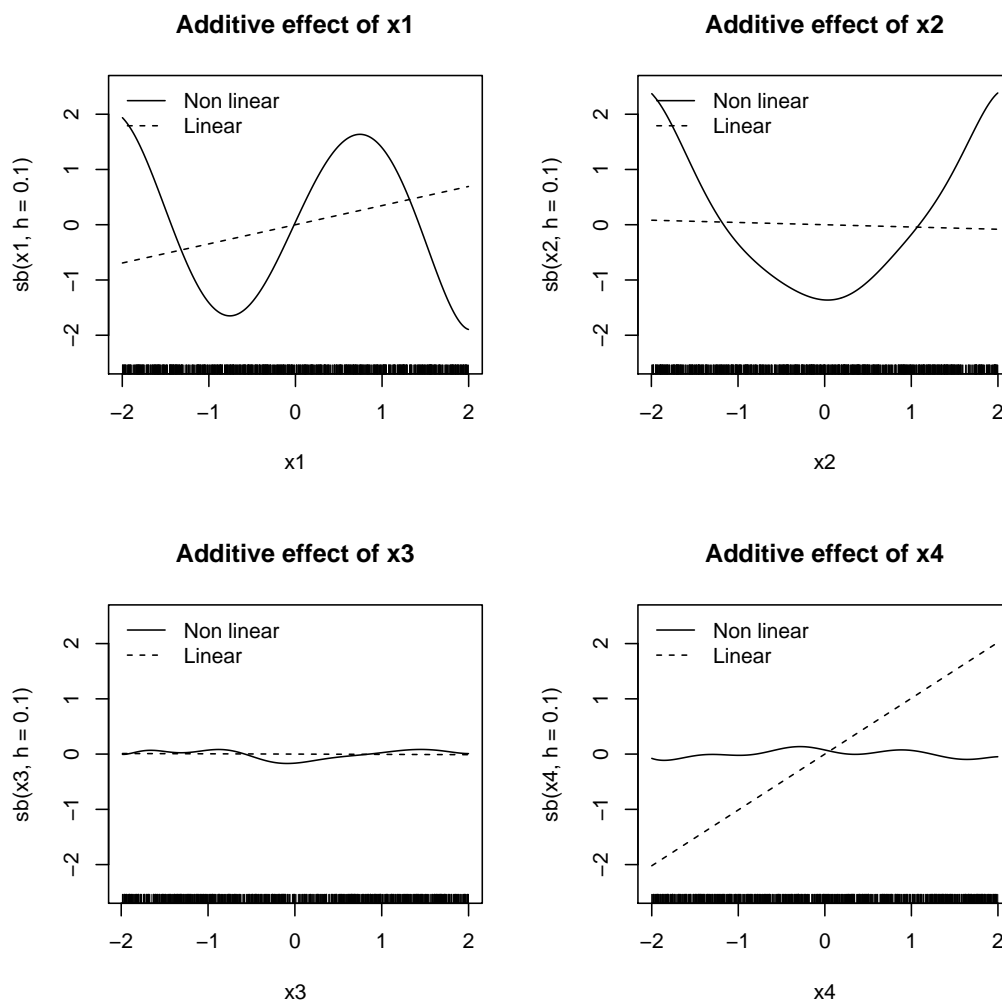 Additive effect of x1
Non linear
Linear
sb(x1, h = 0.1)
2
1
0
−1
−2
−2 −1 0 1 2
x1
Additive effect of x2
Non linear
Linear
sb(x2, h = 0.1)
2
1
0
−1
−2
−2 −1 0 1 2
x2
Additive effect of x3
Non linear
Linear
sb(x3, h = 0.1)
2
1
0
−1
−2
−2 −1 0 1 2
x3
Additive effect of x4
Non linear
Linear
sb(x4, h = 0.1)
2
1
0
−1
−2
−2 −1 0 1 2
x4